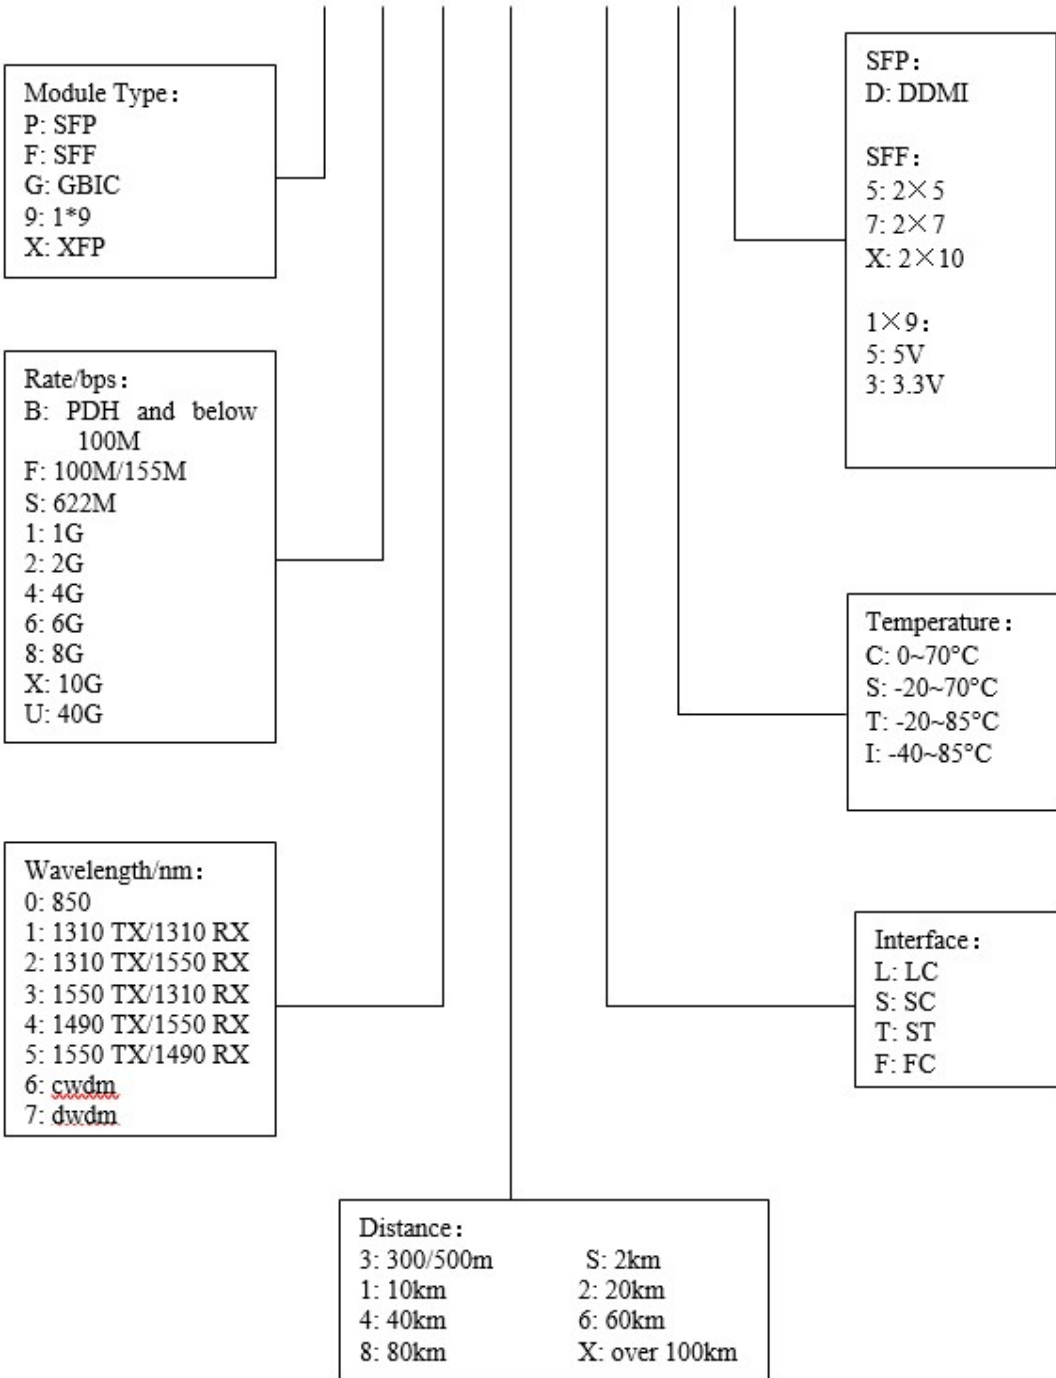 Module Type：
P: SFP
F: SFF
G: GBIC
9: 1*9
X: XFP
Rate/bps：
B: PDH and below
100M
F: 100M/155M
S: 622M
1: 1G
2: 2G
4: 4G
6: 6G
8: 8G
X: 10G
U: 40G
Wavelength/nm：
0: 850
1: 1310 TX/1310 RX
2: 1310 TX/1550 RX
3: 1550 TX/1310 RX
4: 1490 TX/1550 RX
5: 1550 TX/1490 RX
6: cwdm
7: dwdm
Distance：
3: 300/500m S: 2km
1: 10km 2: 20km
4: 40km 6: 60km
8: 80km X: over 100km
SFP：
D: DDMI
SFF：
5: 2×5
7: 2×7
X: 2×10
1×9：
5: 5V
3: 3.3V
Temperature：
C: 0~70°C
S: -20~70°C
T: -20~85°C
I: -40~85°C
Interface：
L: LC
S: SC
T: ST
F: FC